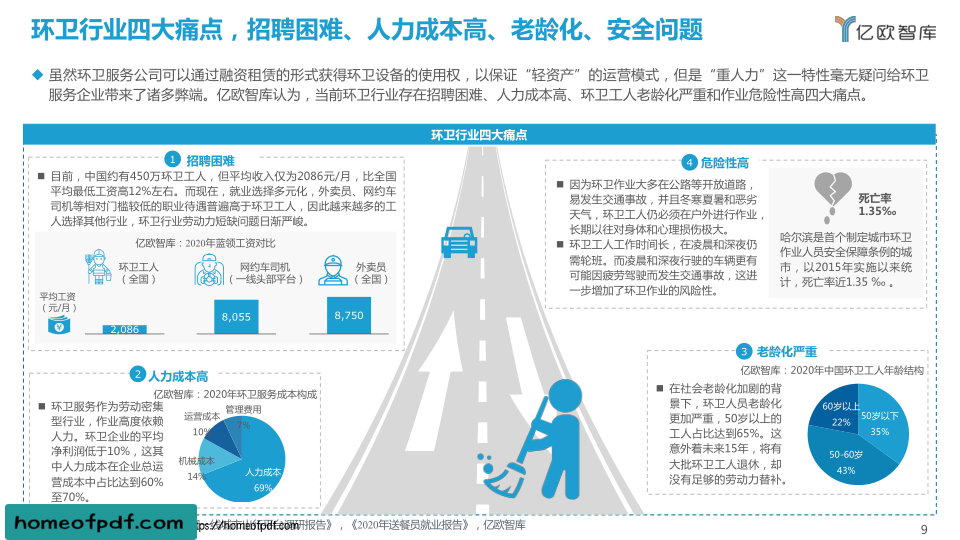 环卫行业四大痛点，招聘困难、人力成本高、老龄化、安全问题
亿欧智库
虽然环卫服务公司可以通过融资租赁的形式获得环卫设备的使用权，以保证“轻资产”的运营模式，但是“重人力”这一特性毫无疑问给环卫
服务企业带来了诸多弊端。亿欧智库认为，当前环卫行业存在招聘困难、人力成本高、环卫工人老龄化严重和作业危险性高四大痛点。
环卫行业四大痛点
1 招聘困难
目前，中国约有450万环卫工人，但平均收入仅为2086元/月，比全国
平均最低工资高12%左右。而现在，就业选择多元化，外卖员、网约车
司机等相对门槛较低的职业待遇普遍高于环卫工人，因此越来越多的工
人选择其他行业，环卫行业劳动力短缺问题日渐严峻。
亿欧智库：2020年蓝领工资对比
环卫工人
（全国）
网约车司机
（一线头部平台）
外卖员
（全国）
平均工资
（元/月）
2,086
8,055
8,750
2 人力成本高
亿欧智库：2020年环卫服务成本构成
环卫服务作为劳动密集
型行业，作业高度依赖
人力。环卫企业的平均
净利润低于10%，这其
中人力成本在企业总运
营成本中占比达到60%
至70%。
管理费用
7%
运营成本
10%
机械成本
14%
人力成本
69%
4 危险性高
因为环卫作业大多在公路等开放道路，
易发生交通事故，并且冬寒夏暑和恶劣
天气，环卫工人仍必须在户外进行作业，
长期以往对身体和心理损伤极大。
环卫工人工作时间长，在凌晨和深夜仍
需轮班。而凌晨和深夜行驶的车辆更有
可能因疲劳驾驶而发生交通事故，这进
一步增加了环卫作业的风险性。
死亡率
1.35‰
哈尔滨是首个制定城市环卫
作业人员安全保障条例的城
市，以2015年实施以来统
计，死亡率近1.35 ‰ 。
3 老龄化严重
亿欧智库：2020年中国环卫工人年龄结构
在社会老龄化加剧的背
景下，环卫人员老龄化
更加严重，50岁以上的
工人占比达到65%。这
意外着未来15年，将有
大批环卫工人退休，却
没有足够的劳动力替补。
60岁以上
22%
50岁以下
35%
50-60岁
43%
homeofpdf.com
https://homeofpdf.com
调研报告》，《2020年送餐员就业报告》，亿欧智库
9